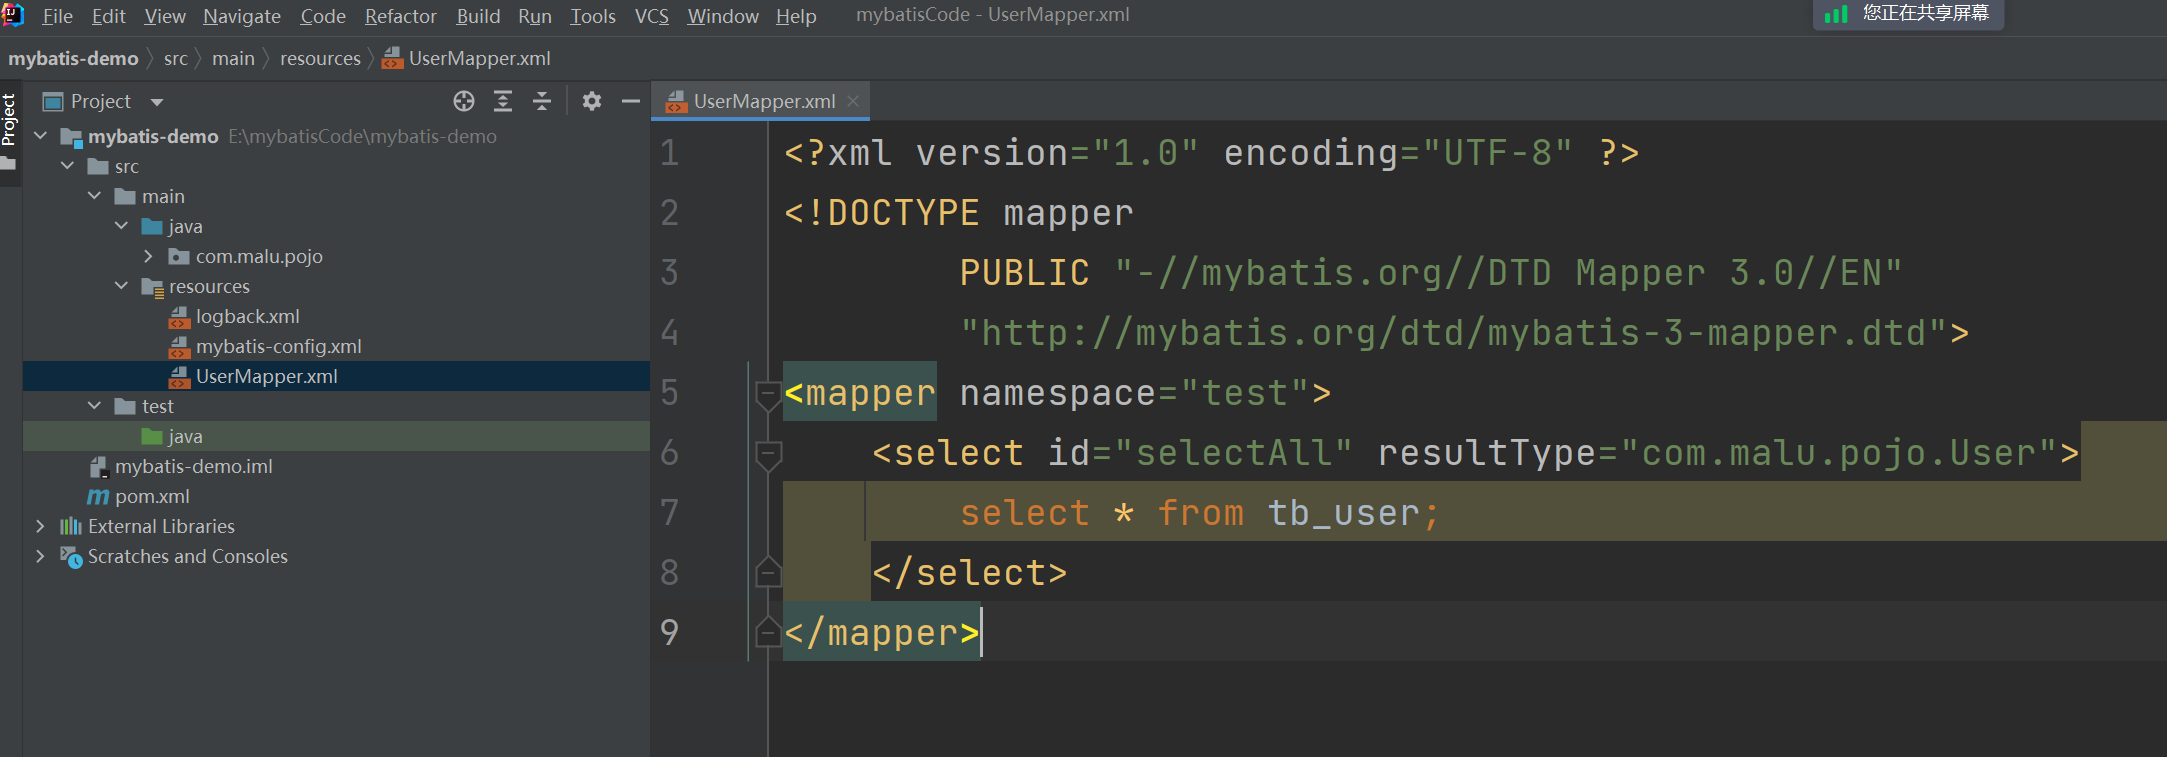 File Edit View Navigate Code Refactor Build Run Tools VCS Window Help mybatisCode - UserMapper.xml 您正在共享屏幕
mybatis-demo src main resources UserMapper.xml
Project
Project
UserMapper.xml
mybatis-demo E:\mybatisCode\mybatis-demo
src
main
java
com.malu.pojo
resources
logback.xml
mybatis-config.xml
UserMapper.xml
test
java
mybatis-demo.iml
pom.xml
External Libraries
Scratches and Consoles
1 <?xml version="1.0" encoding="UTF-8" ?>
2 <!DOCTYPE mapper
3 PUBLIC "-//mybatis.org//DTD Mapper 3.0//EN"
4 "http://mybatis.org/dtd/mybatis-3-mapper.dtd">
5 <mapper namespace="test">
6 <select id="selectAll" resultType="com.malu.pojo.User">
7 select * from tb_user;
8 </select>
9 </mapper>